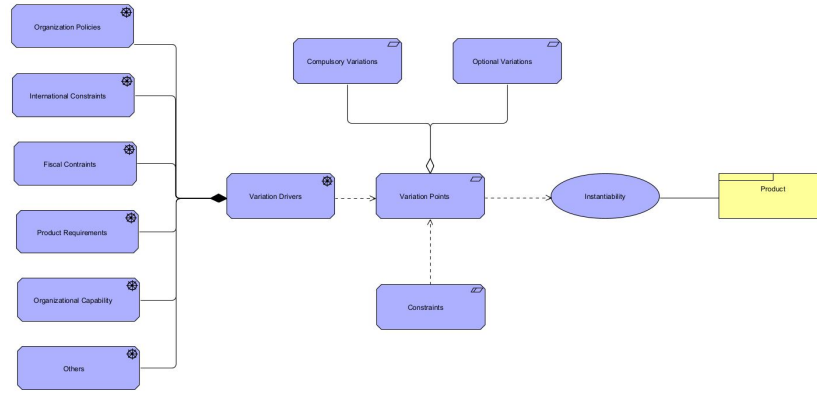 Organization Policies
International Constraints
Fiscal Contraints
Product Requirements
Organizational Capability
Others
Variation Drivers
Compulsory Variations
Optional Variations
Variation Points
Constraints
Instantiability
Product